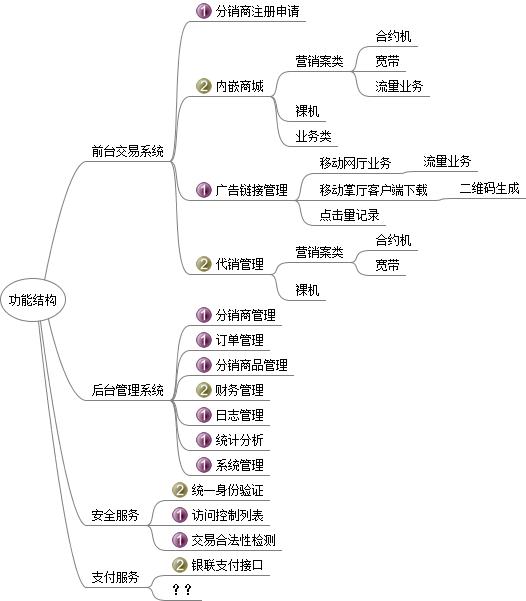 功能结构
前台交易系统
1 分销商注册申请
2 内嵌商城
营销案类
合约机
宽带
流量业务
裸机
业务类
1 广告链接管理
移动网厅业务
流量业务
移动掌厅客户端下载
二维码生成
点击量记录
2 代销管理
营销案类
合约机
宽带
裸机
后台管理系统
1 分销商管理
1 订单管理
1 分销商品管理
2 财务管理
1 日志管理
1 统计分析
1 系统管理
安全服务
2 统一身份验证
1 访问控制列表
1 交易合法性检测
支付服务
2 银联支付接口
？？